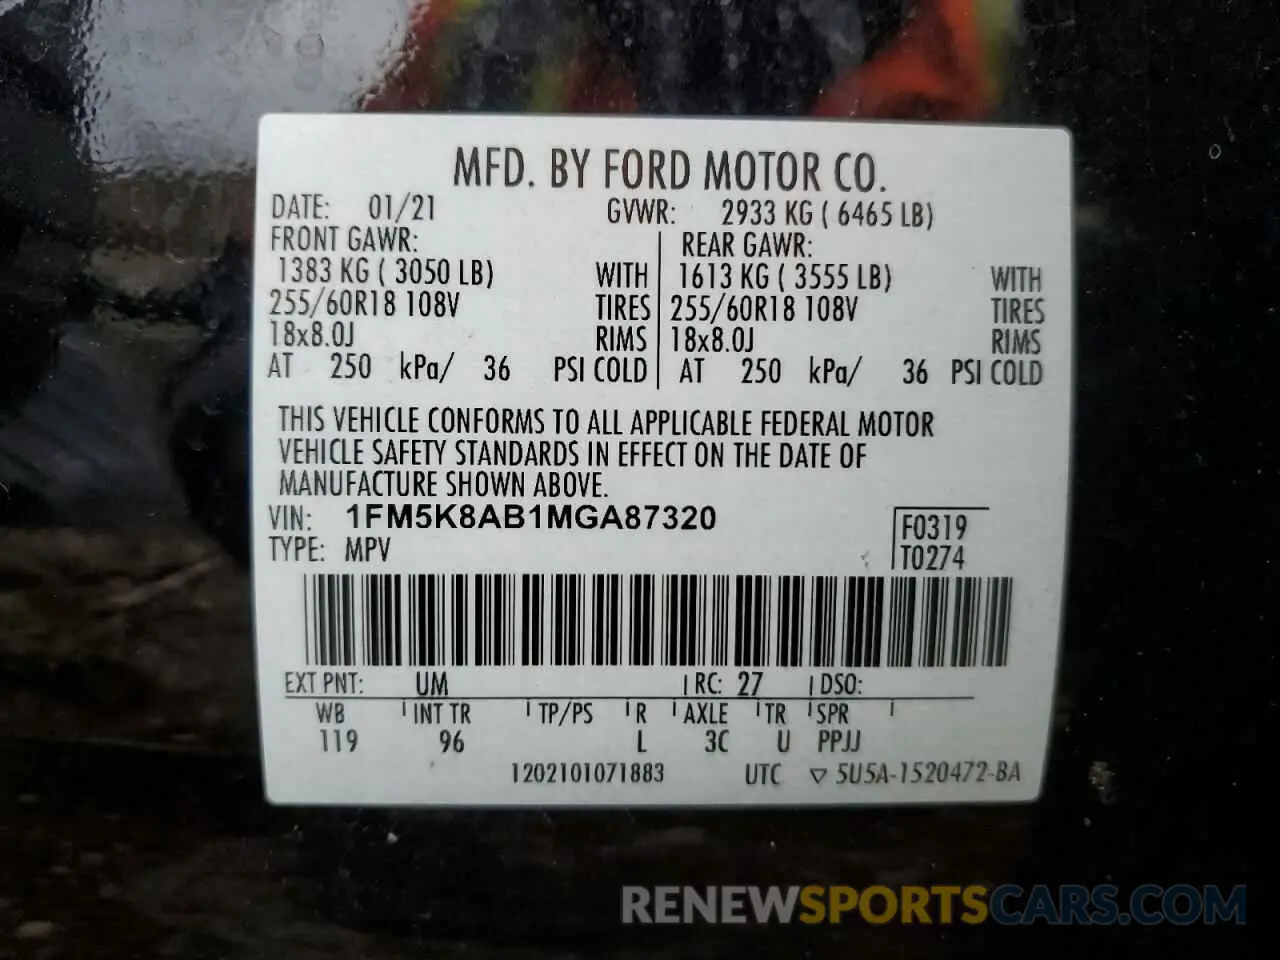 MFD. BY FORD MOTOR CO.
DATE: 01/21 GVWR: 2933 KG ( 6465 LB)
FRONT GAWR: REAR GAWR:
1383 KG ( 3050 LB) WITH 1613 KG ( 3555 LB) WITH
255/60R18 108V TIRES 255/60R18 108V TIRES
18x8.0J RIMS 18x8.0J RIMS
AT 250 kPa/ 36 PSI COLD AT 250 kPa/ 36 PSI COLD
THIS VEHICLE CONFORMS TO ALL APPLICABLE FEDERAL MOTOR
VEHICLE SAFETY STANDARDS IN EFFECT ON THE DATE OF
MANUFACTURE SHOWN ABOVE.
VIN: 1FM5K8AB1MGA87320 F0319
TYPE: MPV T0274
EXT PNT: UM RC: 27 DSO:
WB INT TR TP/PS R AXLE TR SPR
119 96 L 3C U PPJJ
1202101071883 UTC ▽ 5U5A-1520472-BA
RENEWSPORTSCARS.COM